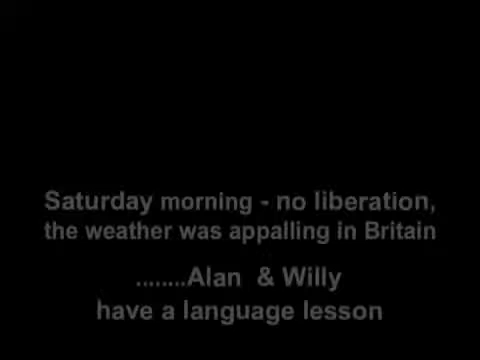 Saturday morning - no liberation,
the weather was appalling in Britain
........Alan & Willy
have a language lesson